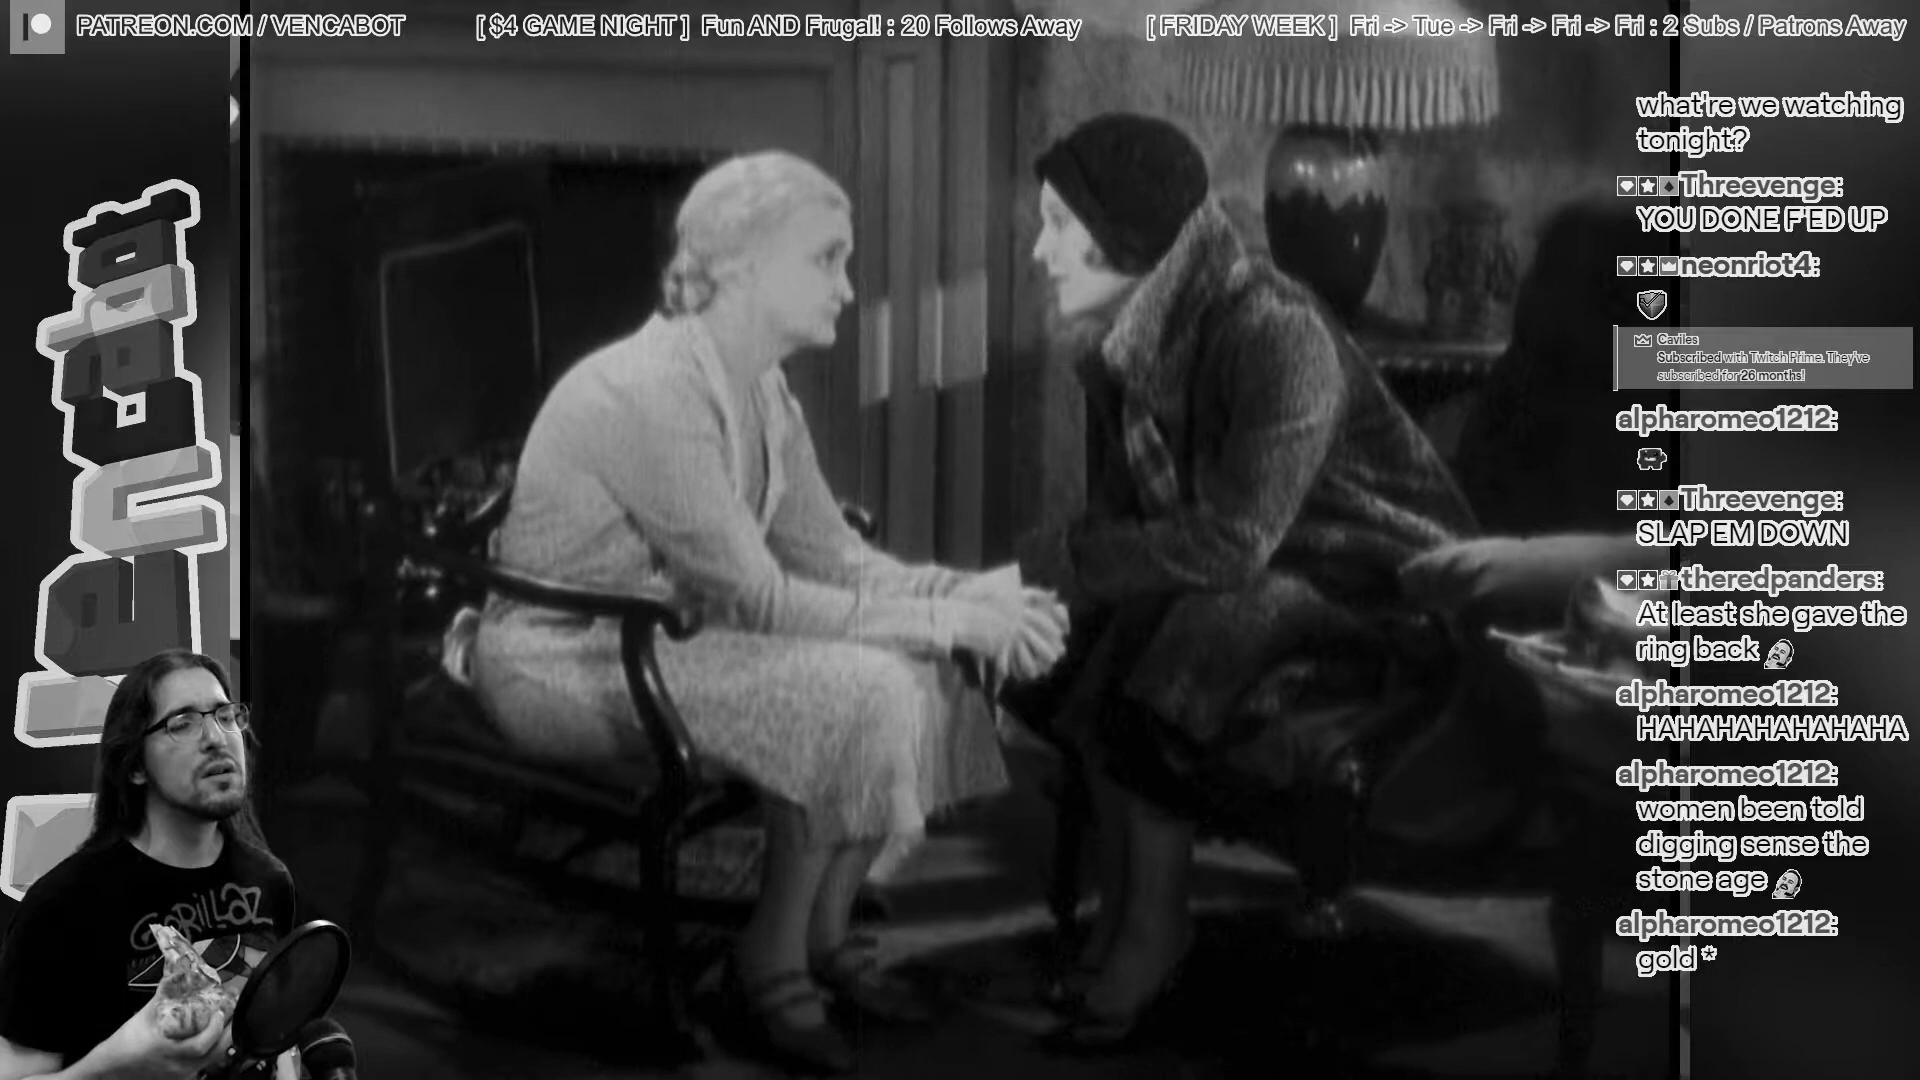 PATREON.COM / VENCABOT
[ $4 GAME NIGHT ] Fun AND Frugal! : 20 Follows Away
[ FRIDAY WEEK ] Fri -> Tue -> Fri -> Fri -> Fri : 2 Subs / Patrons Away
what're we watching
tonight?
Threevenge:
YOU DONE F'ED UP
neonriot4:
Caviles
Subscribed with Twitch Prime. They've
subscribed for 26 months!
alpharomeo1212:
Threevenge:
SLAP EM DOWN
theredpanders:
At least she gave the
ring back
alpharomeo1212:
HAHAHAHAHAHAHA
alpharomeo1212:
women been told
digging sense the
stone age
alpharomeo1212:
gold *
Vencabot
GORILLAZ